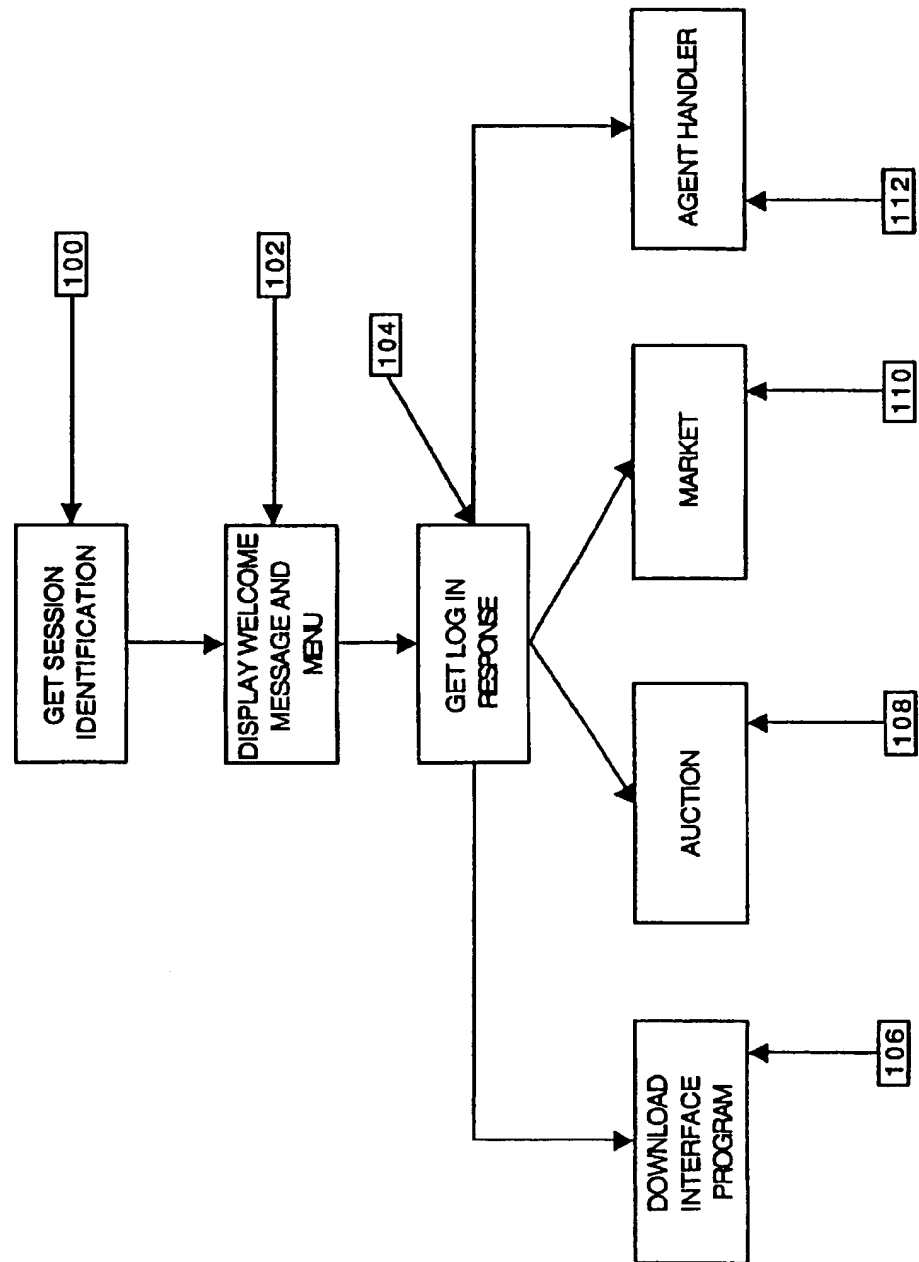 GET SESSION
IDENTIFICATION
100
DISPLAY WELCOME
MESSAGE AND
MENU
102
GET LOG IN
RESPONSE
104
DOWNLOAD
INTERFACE
PROGRAM
106
AUCTION
108
MARKET
110
AGENT HANDLER
112